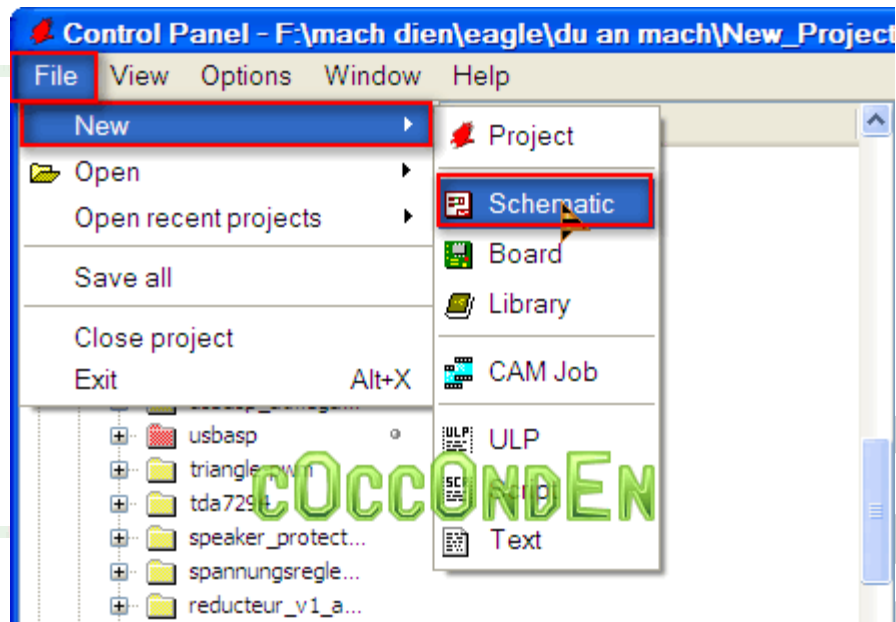 Control Panel - F:\mach dien\eagle\du an mach\New_Project
File View Options Window Help
New
Open
Open recent projects
Save all
Close project
Exit Alt+X
Project
Schematic
Board
Library
CAM Job
ULP
Script
Text
usbasp
triangle pwm
tda7294
speaker_protect...
spannungsregle...
reducteur_v1_a...
cOccOndEn